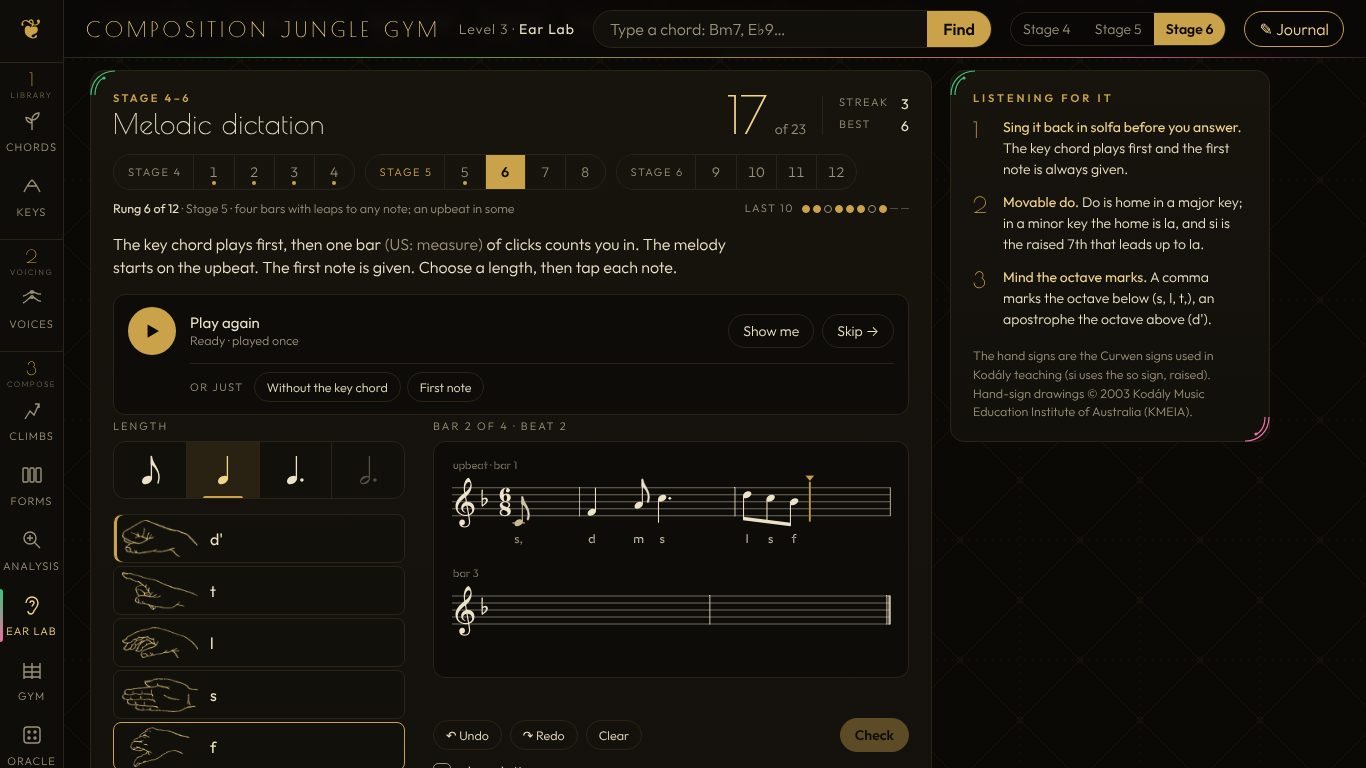 COMPOSITION JUNGLE GYM
Level 3 · Ear Lab
Type a chord: Bm7, E♭9…
Find
Stage 4
Stage 5
Stage 6
✎ Journal
1
LIBRARY
CHORDS
KEYS
2
VOICING
VOICES
3
COMPOSE
CLIMBS
FORMS
ANALYSIS
EAR LAB
GYM
ORACLE
STAGE 4–6
Melodic dictation
17 of 23
STREAK 3
BEST 6
STAGE 4 1 2 3 4
STAGE 5 5 6 7 8
STAGE 6 9 10 11 12
Rung 6 of 12 · Stage 5 · four bars with leaps to any note; an upbeat in some
LAST 10
The key chord plays first, then one bar (US: measure) of clicks counts you in. The melody
starts on the upbeat. The first note is given. Choose a length, then tap each note.
Play again
Ready · played once
Show me
Skip →
OR JUST
Without the key chord
First note
LENGTH
d'
t
l
s
f
BAR 2 OF 4 · BEAT 2
upbeat · bar 1
6
8
s, d m s l s f
bar 3
↶ Undo
↷ Redo
Clear
Check
LISTENING FOR IT
1 Sing it back in solfa before you answer.
The key chord plays first and the first
note is always given.
2 Movable do. Do is home in a major key;
in a minor key the home is la, and si is
the raised 7th that leads up to la.
3 Mind the octave marks. A comma
marks the octave below (s, l, t,), an
apostrophe the octave above (d').
The hand signs are the Curwen signs used in
Kodály teaching (si uses the so sign, raised).
Hand-sign drawings © 2003 Kodály Music
Education Institute of Australia (KMEIA).